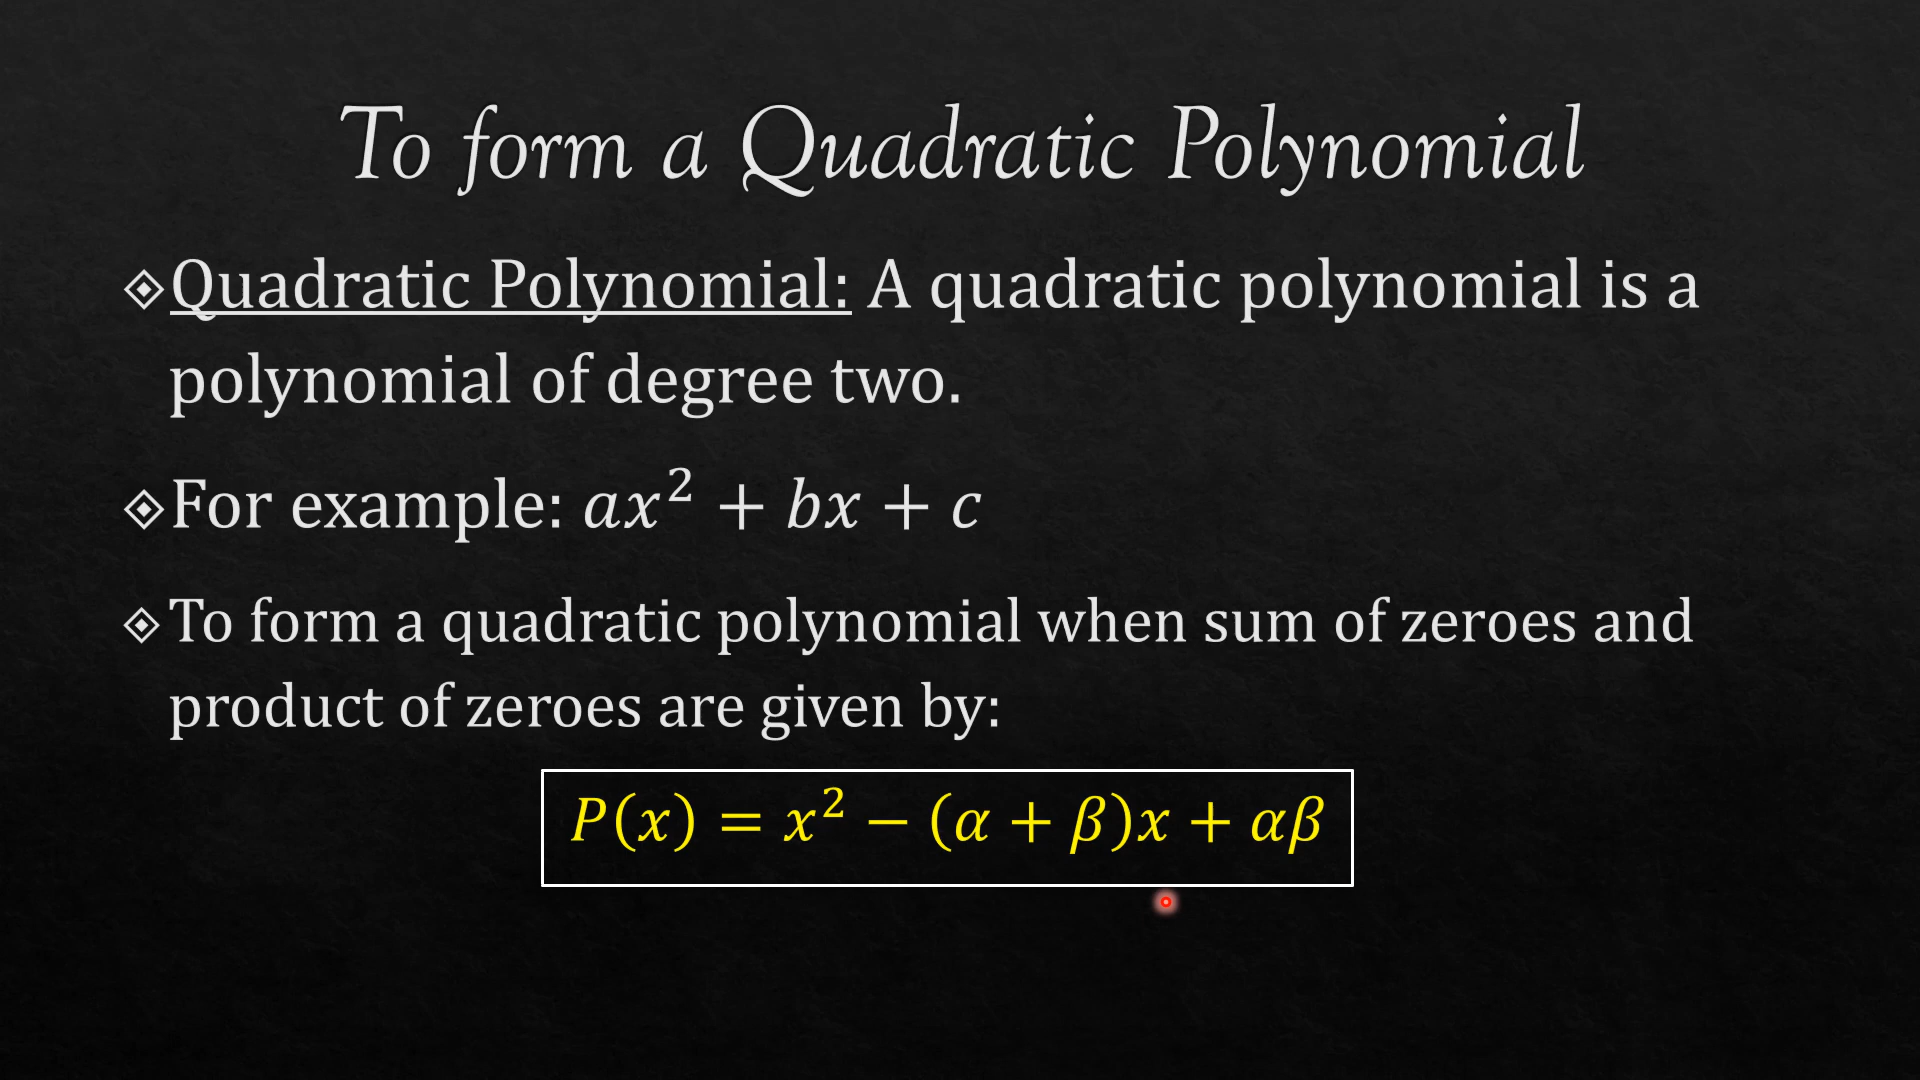 To form a Quadratic Polynomial
Quadratic Polynomial: A quadratic polynomial is a
polynomial of degree two.
For example: 𝑎𝑥² + 𝑏𝑥 + 𝑐
To form a quadratic polynomial when sum of zeroes and
product of zeroes are given by:
𝑃(𝑥) = 𝑥² − (𝛼 + 𝛽)𝑥 + 𝛼𝛽